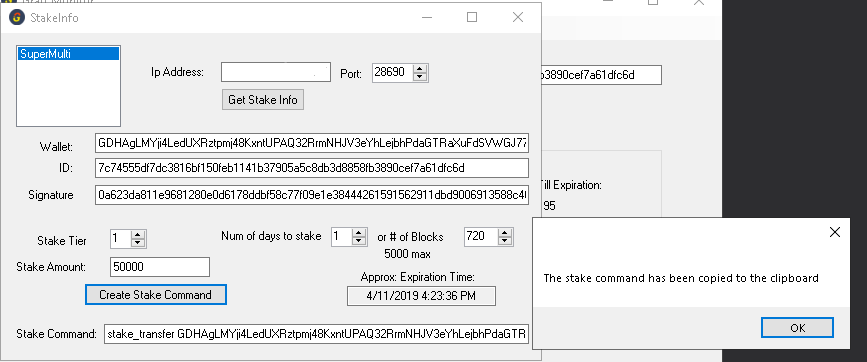 StakeInfo
SuperMulti
Ip Address:
Port: 28690
Get Stake Info
b3890cef7a61dfc6d
Wallet: GDHAgLMYji4LedUXRztpmj48KxntUPAQ32RrmNHJV3eYhLejbhPdaGTRaXuFdSVWGJ77
ID: 7c74555df7dc3816bf150feb1141b37905a5c8db3d8858fb3890cef7a61dfc6d
Signature 0a623da811e9681280e0d6178ddbf58c77f09e1e38444261591562911dbd9006913588c4
Till Expiration:
95
Stake Tier 1
Num of days to stake 1 or # of Blocks 720
5000 max
Stake Amount: 50000
Approx: Expiration Time:
4/11/2019 4:23:36 PM
Create Stake Command
Stake Command: stake_transfer GDHAgLMYji4LedUXRztpmj48KxntUPAQ32RrmNHJV3eYhLejbhPdaGTR
The stake command has been copied to the clipboard
OK